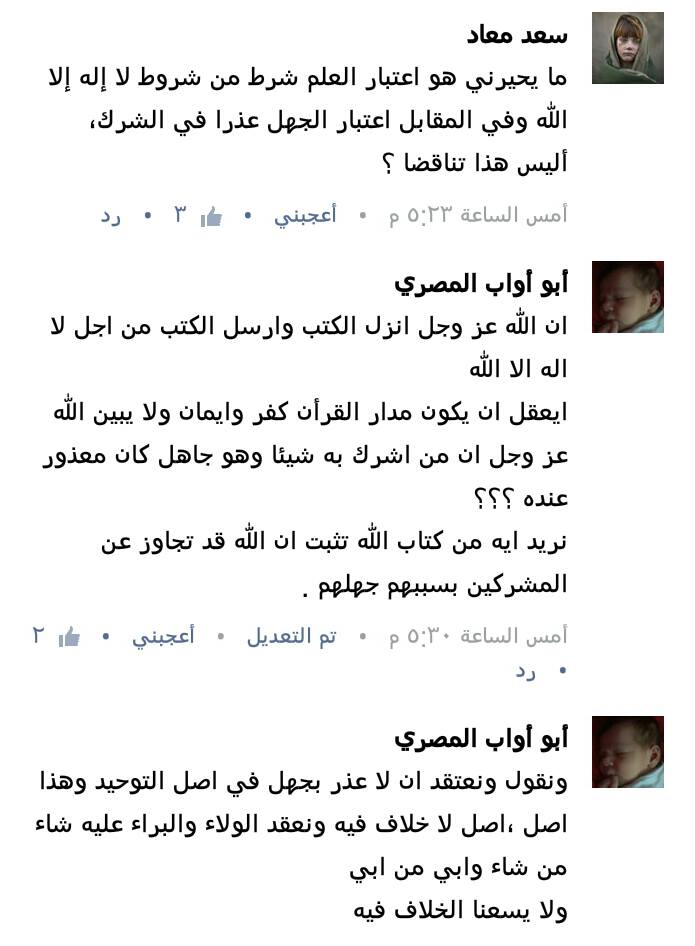 سعد معاد
ما يحيرني هو اعتبار العلم شرط من شروط لا إله إلا
الله وفي المقابل اعتبار الجهل عذرا في الشرك،
أليس هذا تناقضا ؟
أمس الساعة ٥:٢٣ م • أعجبني • ٣ • رد
أبو أواب المصري
ان الله عز وجل انزل الكتب وارسل الكتب من اجل لا
اله الا الله
ايعقل ان يكون مدار القرأن كفر وايمان ولا يبين الله
عز وجل ان من اشرك به شيئا وهو جاهل كان معذور
عنده ؟؟؟
نريد ايه من كتاب الله تثبت ان الله قد تجاوز عن
المشركين بسببهم جهلهم .
أمس الساعة ٥:٣٠ م • تم التعديل • أعجبني • ٢
• رد
أبو أواب المصري
ونقول ونعتقد ان لا عذر بجهل في اصل التوحيد وهذا
اصل ،اصل لا خلاف فيه ونعقد الولاء والبراء عليه شاء
من شاء وابي من ابي
ولا يسعنا الخلاف فيه